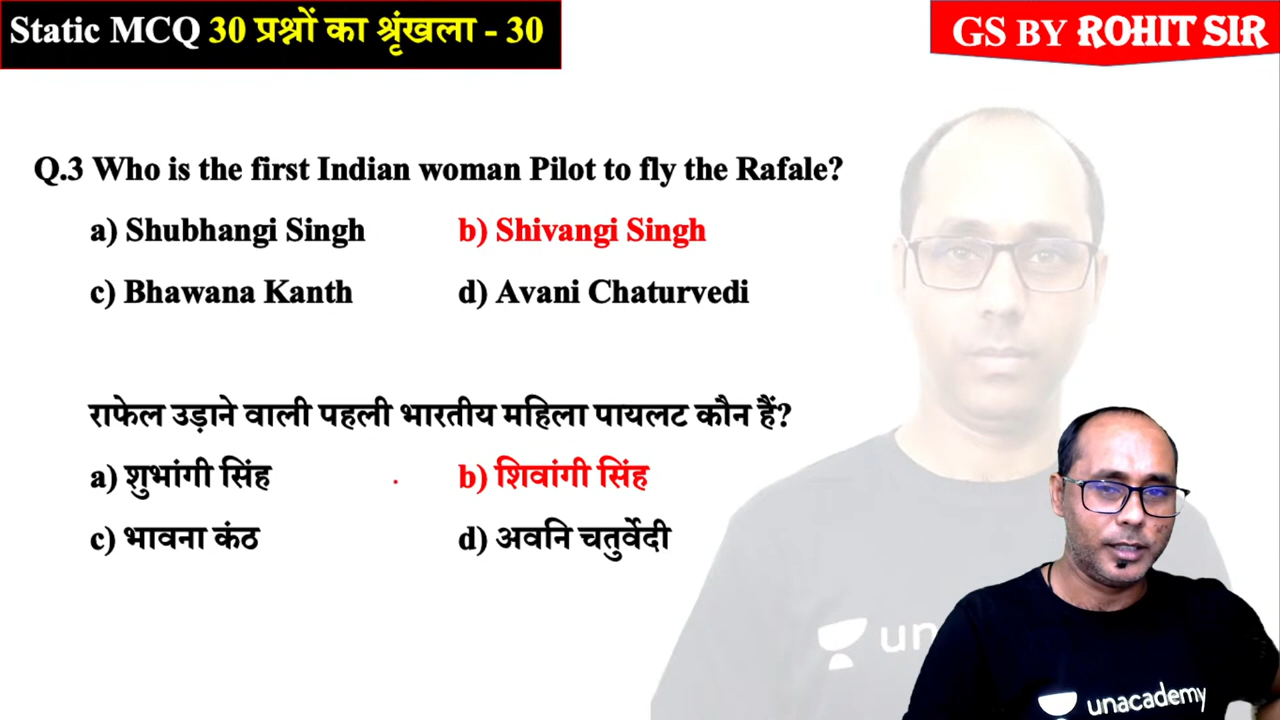 Static MCQ 30 प्रश्नों का श्रृंखला - 30
GS BY ROHIT SIR
Q.3 Who is the first Indian woman Pilot to fly the Rafale?
a) Shubhangi Singh b) Shivangi Singh
c) Bhawana Kanth d) Avani Chaturvedi
राफेल उड़ाने वाली पहली भारतीय महिला पायलट कौन हैं?
a) शुभांगी सिंह b) शिवांगी सिंह
c) भावना कंठ d) अवनि चतुर्वेदी
un
unacademy